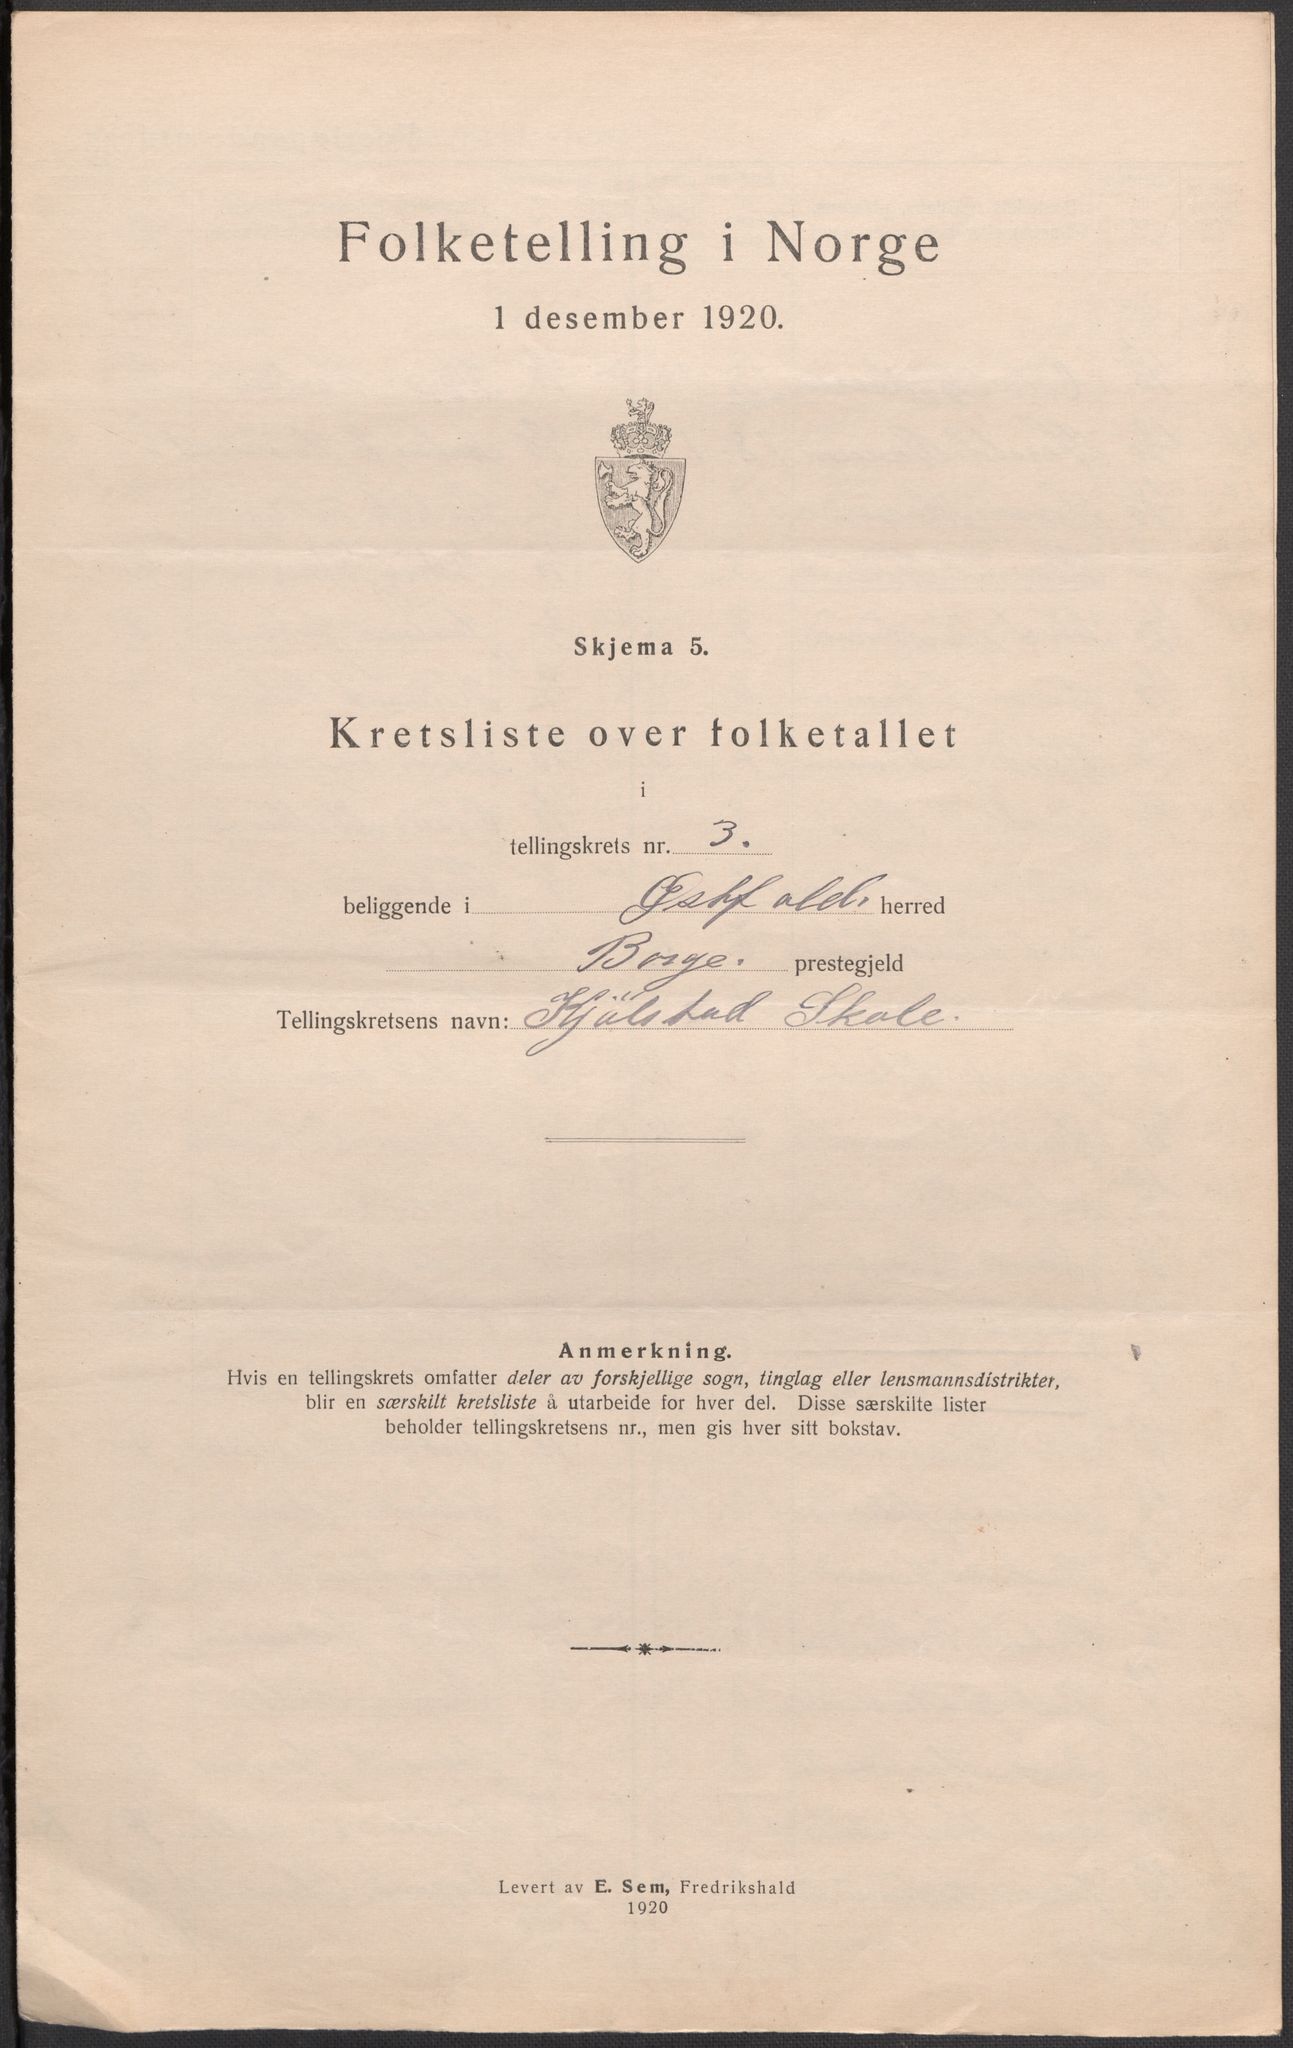 Folketelling i Norge
1 desember 1920.
Skjema 5.
Kretsliste over folketallet
i
tellingskrets nr. 3.
beliggende i Østfold. herred
Borge. prestegjeld
Tellingskretsens navn: Kjölstad Skole.
Anmerkning.
Hvis en tellingskrets omfatter deler av forskjellige sogn, tinglag eller lensmannsdistrikter,
blir en særskilt kretsliste å utarbeide for hver del. Disse særskilte lister
beholder tellingskretsens nr., men gis hver sitt bokstav.
Levert av E. Sem, Fredrikshald
1920